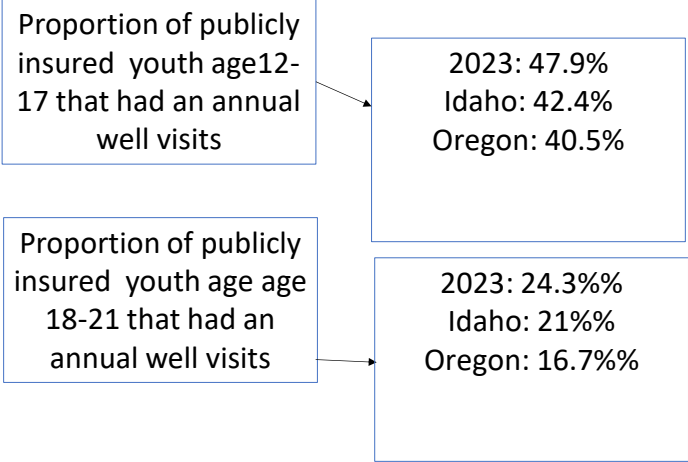 Proportion of publicly
insured  youth age12-
17 that had an annual
well visits
2023: 47.9%
Idaho: 42.4%
Oregon: 40.5%
Proportion of publicly
insured  youth age age
18-21 that had an
annual well visits
2023: 24.3%%
Idaho: 21%%
Oregon: 16.7%%